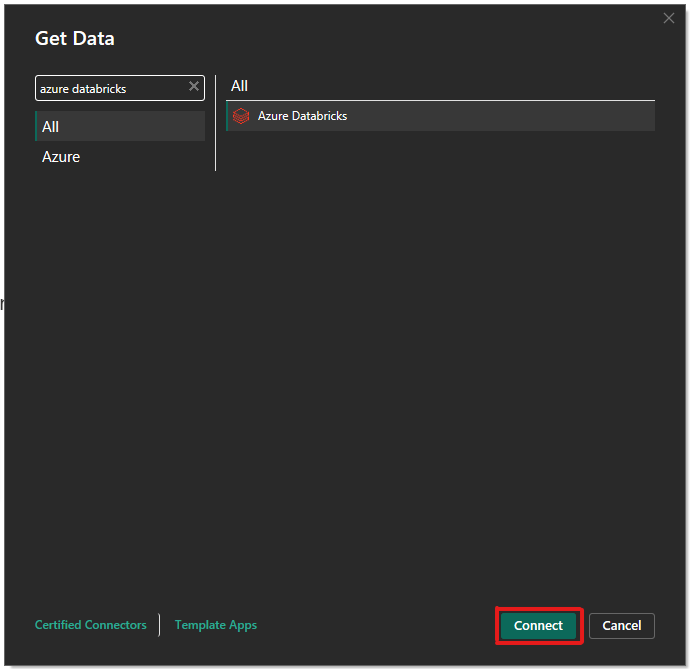 Get Data
azure databricks
All
Azure
All
Azure Databricks
Certified Connectors
Template Apps
Connect
Cancel